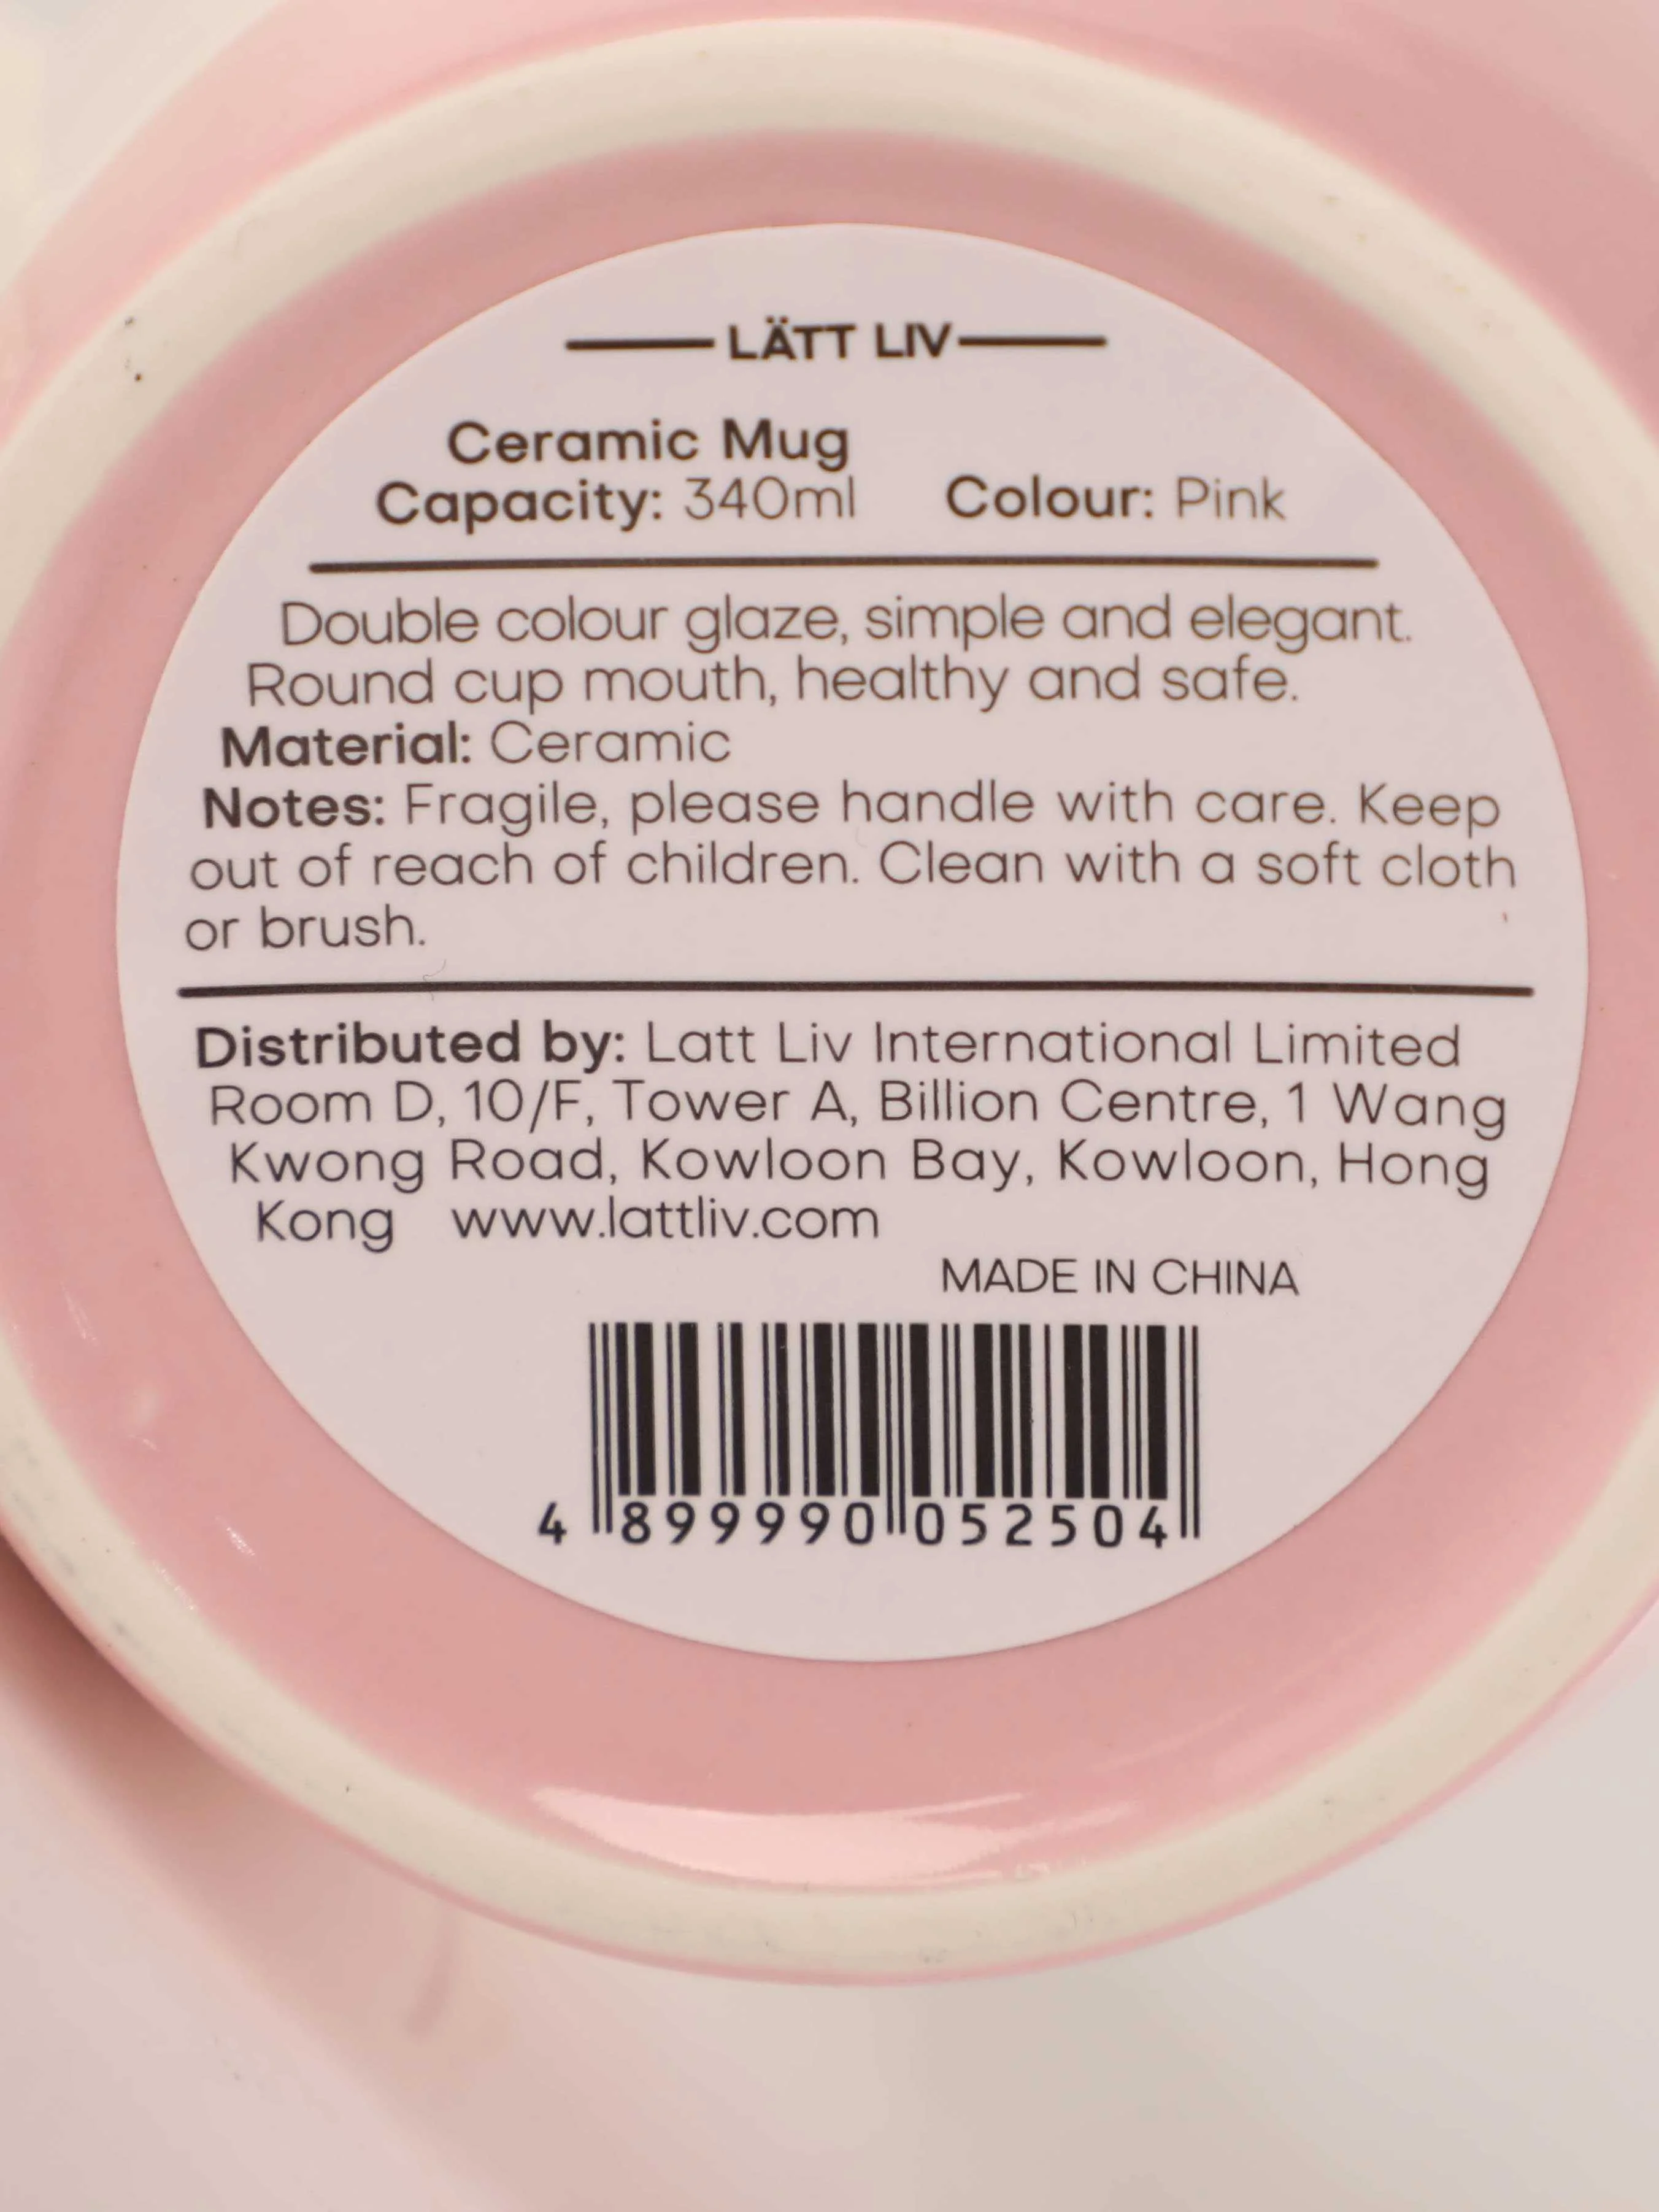 LÄTT LIV
Ceramic Mug
Capacity: 340ml Colour: Pink
Double colour glaze, simple and elegant.
Round cup mouth, healthy and safe.
Material: Ceramic
Notes: Fragile, please handle with care. Keep
out of reach of children. Clean with a soft cloth
or brush.
Distributed by: Latt Liv International Limited
Room D, 10/F, Tower A, Billion Centre, 1 Wang
Kwong Road, Kowloon Bay, Kowloon, Hong
Kong www.lattliv.com
MADE IN CHINA
4 899990 052504